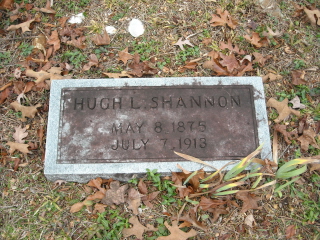 HUGH L. SHANNON
MAY 8 1875
JULY 7, 1913